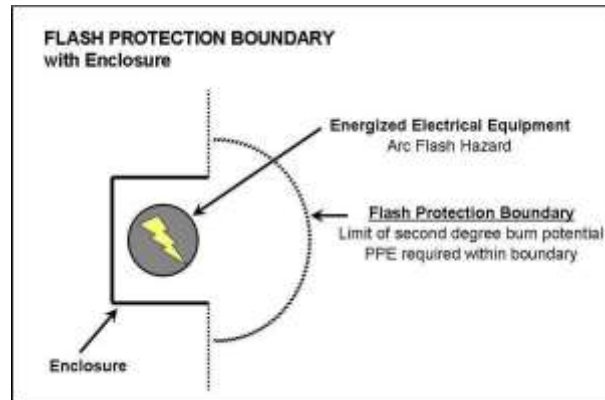 FLASH PROTECTION BOUNDARY
with Enclosure
Energized Electrical Equipment
Arc Flash Hazard
Flash Protection Boundary
Limit of second degree burn potential
PPE required within boundary
Enclosure